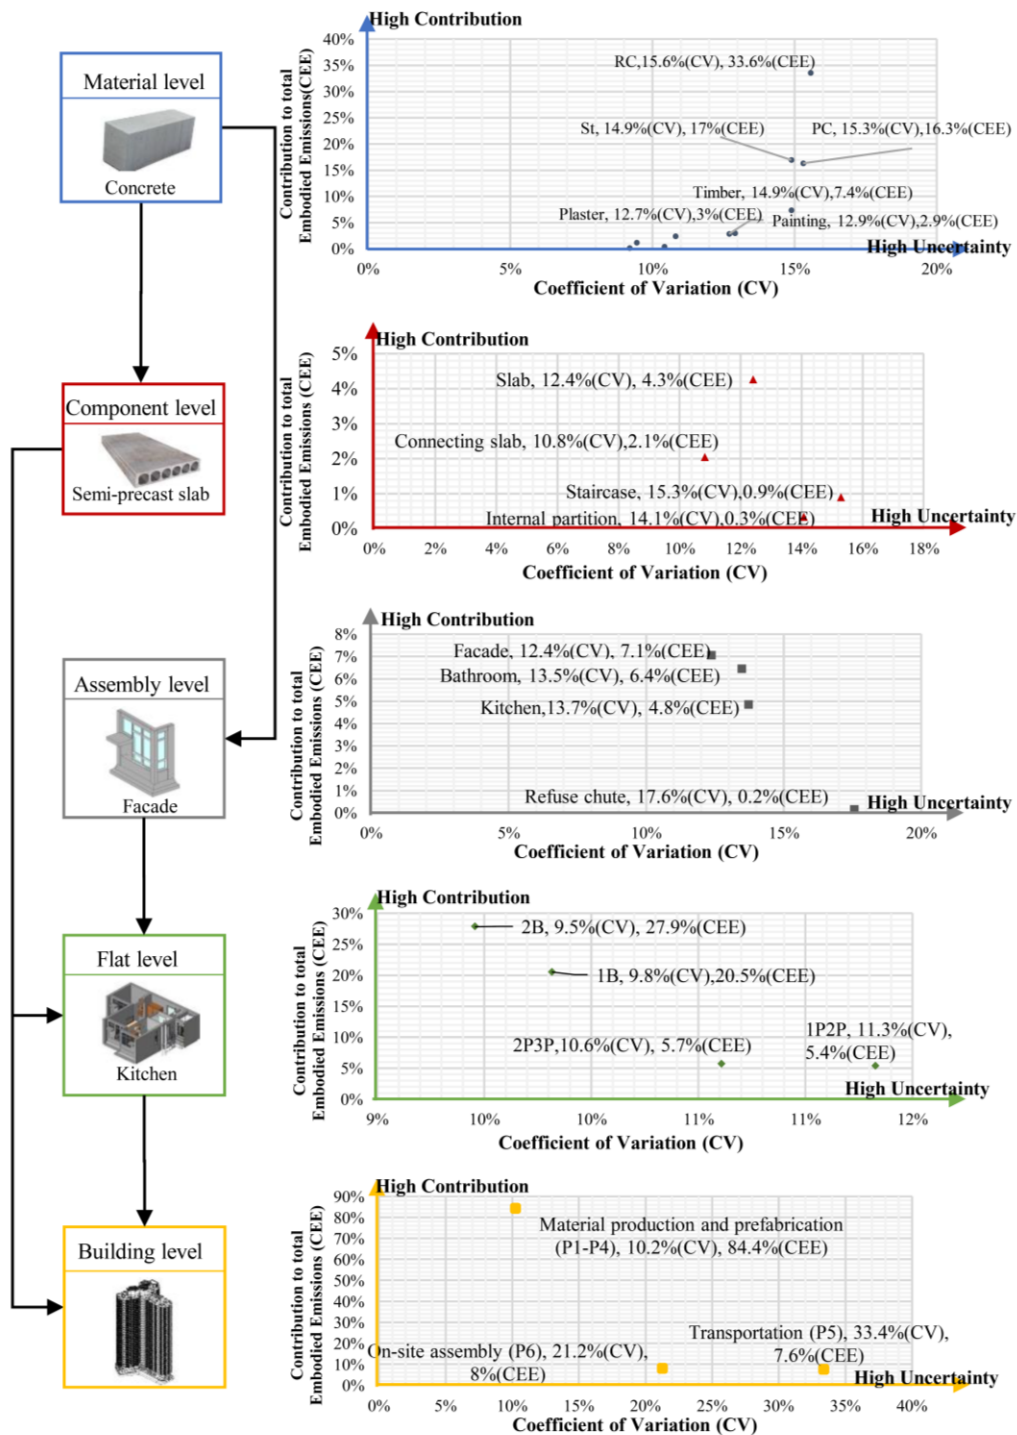 Material level
Concrete
High Contribution
Contribution to total
Embodied Emissions(CEE)
40%
35%
30%
25%
20%
15%
10%
5%
0%
RC,15.6%(CV), 33.6%(CEE)
St, 14.9%(CV), 17%(CEE)
PC, 15.3%(CV),16.3%(CEE)
Timber, 14.9%(CV),7.4%(CEE)
Plaster, 12.7%(CV),3%(CEE)
Painting, 12.9%(CV),2.9%(CEE)
High Uncertainty
0%
5%
10%
15%
20%
Coefficient of Variation (CV)
Component level
Semi-precast slab
High Contribution
Contribution to total
Embodied Emissions (CEE)
5%
4%
3%
2%
1%
0%
Slab, 12.4%(CV), 4.3%(CEE)
Connecting slab, 10.8%(CV),2.1%(CEE)
Staircase, 15.3%(CV),0.9%(CEE)
Internal partition, 14.1%(CV),0.3%(CEE)
High Uncertainty
0%
2%
4%
6%
8%
10%
12%
14%
16%
18%
Coefficient of Variation (CV)
Assembly level
Facade
High Contribution
Contribution to total
Embodied Emissions (CEE)
8%
7%
6%
5%
4%
3%
2%
1%
0%
Facade, 12.4%(CV), 7.1%(CEE)
Bathroom, 13.5%(CV), 6.4%(CEE)
Kitchen,13.7%(CV), 4.8%(CEE)
Refuse chute, 17.6%(CV), 0.2%(CEE)
High Uncertainty
0%
5%
10%
15%
20%
Coefficient of Variation (CV)
Flat level
Kitchen
High Contribution
Contribution to total
Embodied Emissions (CEE)
30%
25%
20%
15%
10%
5%
0%
2B, 9.5%(CV), 27.9%(CEE)
1B, 9.8%(CV),20.5%(CEE)
2P3P,10.6%(CV), 5.7%(CEE)
1P2P, 11.3%(CV),
5.4%(CEE)
High Uncertainty
9%
10%
10%
11%
11%
12%
Coefficient of Variation (CV)
Building level
High Contribution
Contribution to total
Embodied Emissions (CEE)
90%
80%
70%
60%
50%
40%
30%
20%
10%
0%
Material production and prefabrication
(P1-P4), 10.2%(CV), 84.4%(CEE)
Transportation (P5), 33.4%(CV),
7.6%(CEE)
On-site assembly (P6), 21.2%(CV),
8%(CEE)
High Uncertainty
0%
5%
10%
15%
20%
25%
30%
35%
40%
Coefficient of Variation (CV)